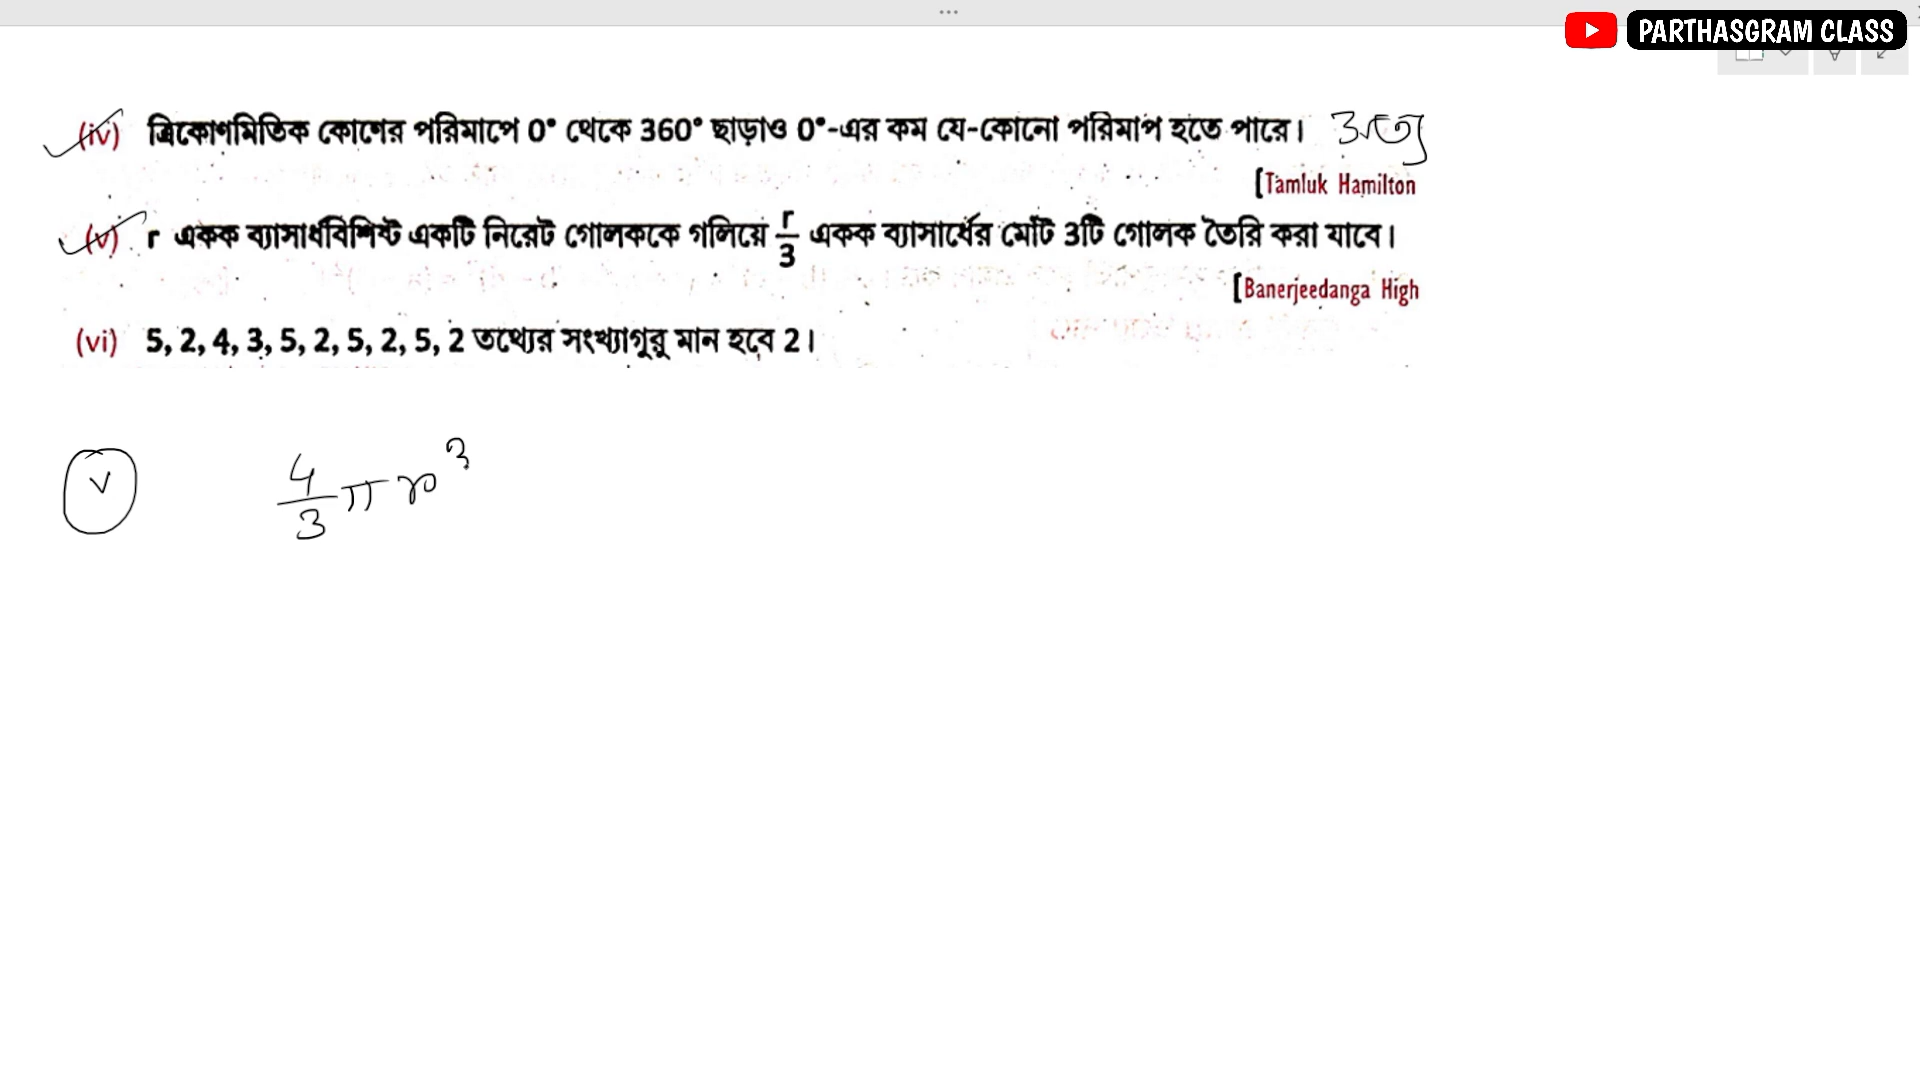 PARTHASGRAM CLASS
(iv) ত্রিকোণমিতিক কোণের পরিমাপে 0° থেকে 360° ছাড়াও 0°-এর কম যে-কোনো পরিমাপ হতে পারে। সত্য
[Tamluk Hamilton
(v) r একক ব্যাসার্ধবিশিষ্ট একটি নিরেট গোলককে গলিয়ে r/3 একক ব্যাসার্ধের মোট 3টি গোলক তৈরি করা যাবে।
[Banerjeedanga High
(vi) 5, 2, 4, 3, 5, 2, 5, 2, 5, 2 তথ্যের সংখ্যাগুরু মান হবে 2।
v 4/3 π r³